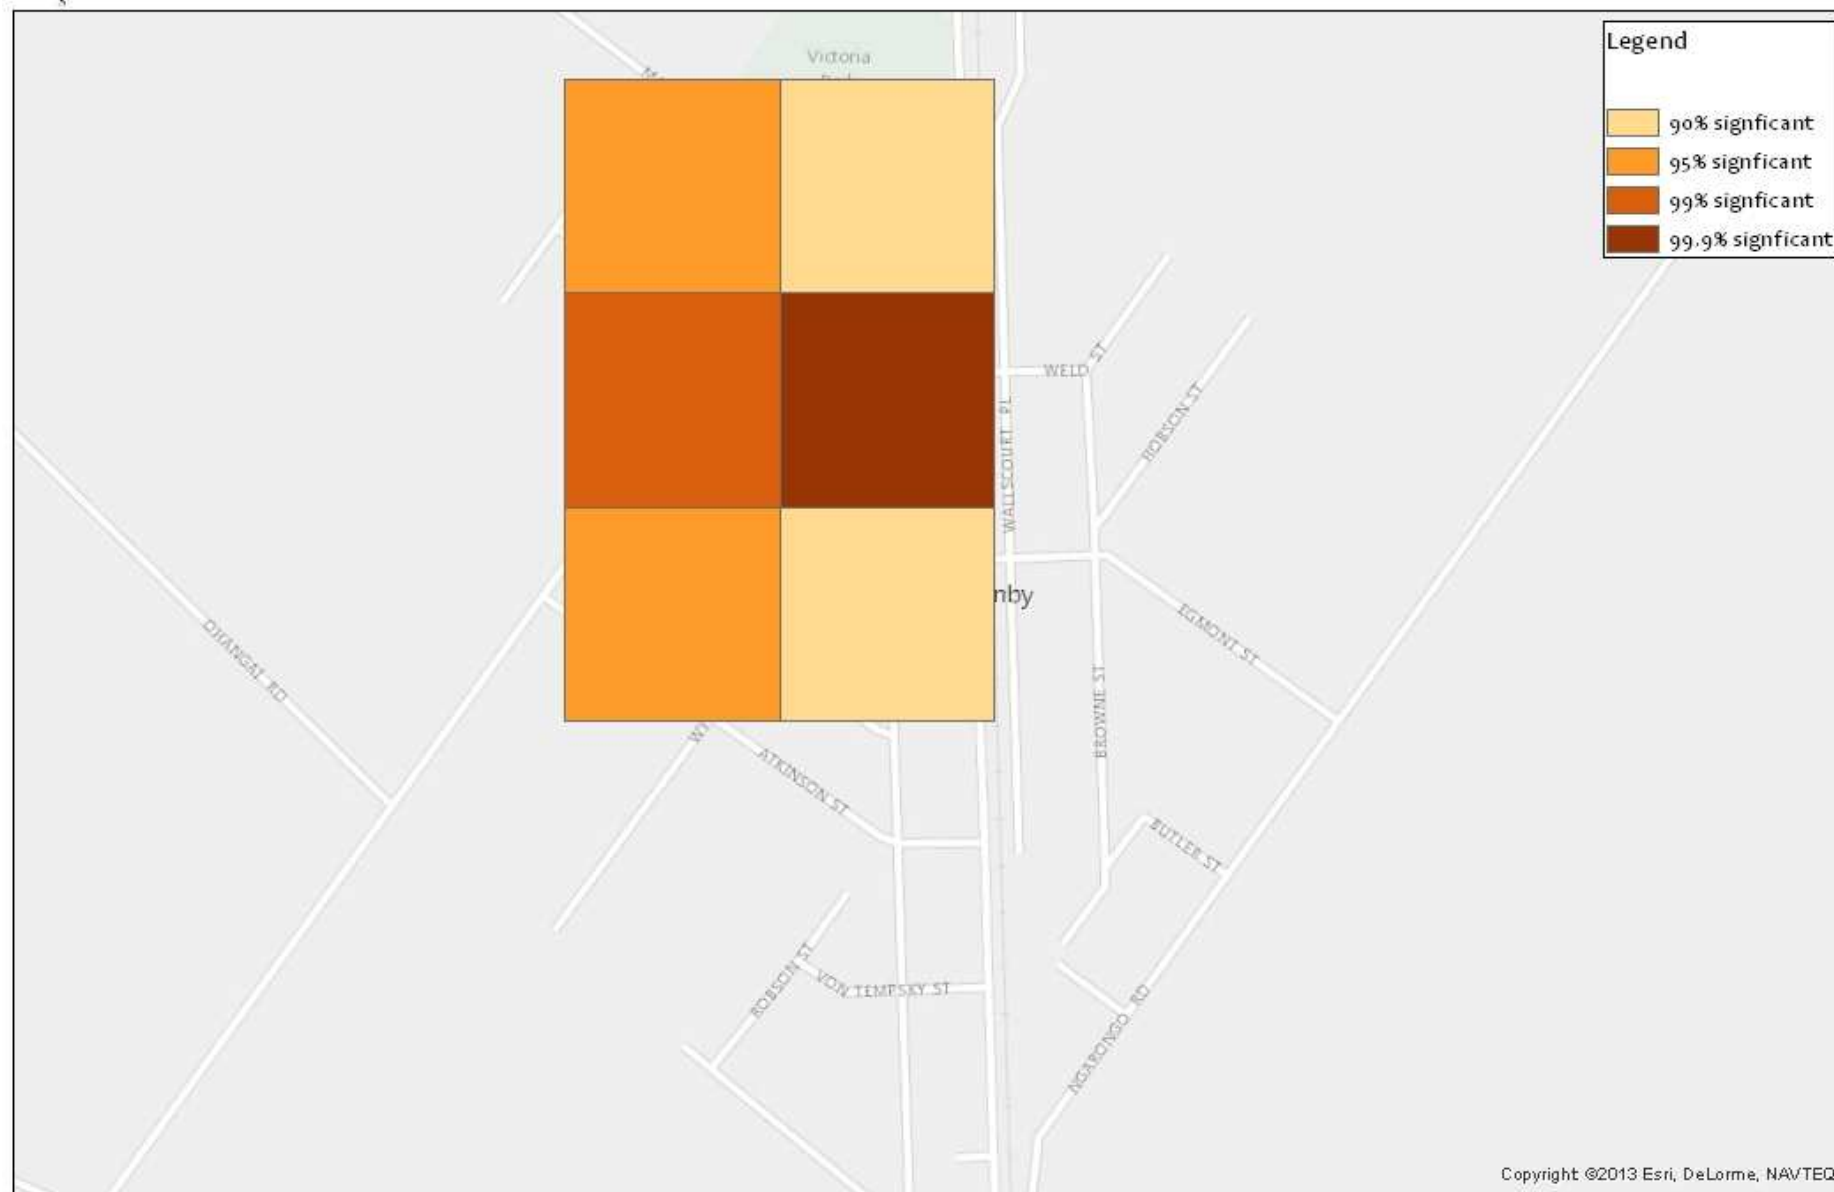 Victoria
Legend
90% signficant
95% signficant
99% signficant
99.9% signficant
WELD ST
HOBSON ST
WALLSCOURT PL
nby
EGMONT ST
OHANGAI RD
BROWNE ST
ATKINSON ST
BUTLER ST
ROBSON ST
VON TEMPSKY ST
NGARONGO RD
Copyright ©2013 Esri, DeLorme, NAVTEQ